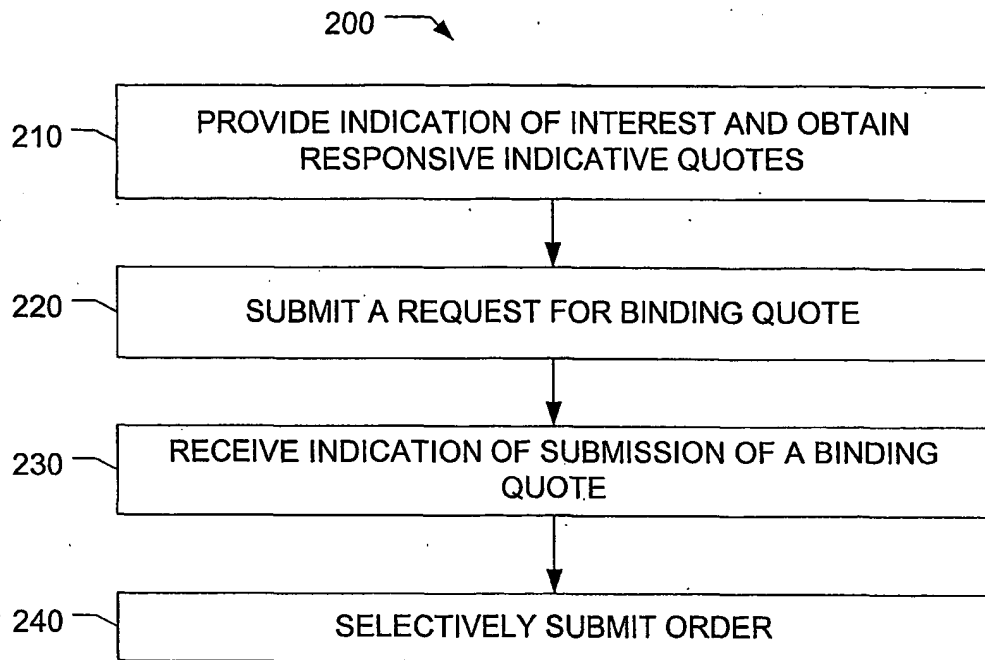 200
210
PROVIDE INDICATION OF INTEREST AND OBTAIN
RESPONSIVE INDICATIVE QUOTES
220
SUBMIT A REQUEST FOR BINDING QUOTE
230
RECEIVE INDICATION OF SUBMISSION OF A BINDING
QUOTE
240
SELECTIVELY SUBMIT ORDER